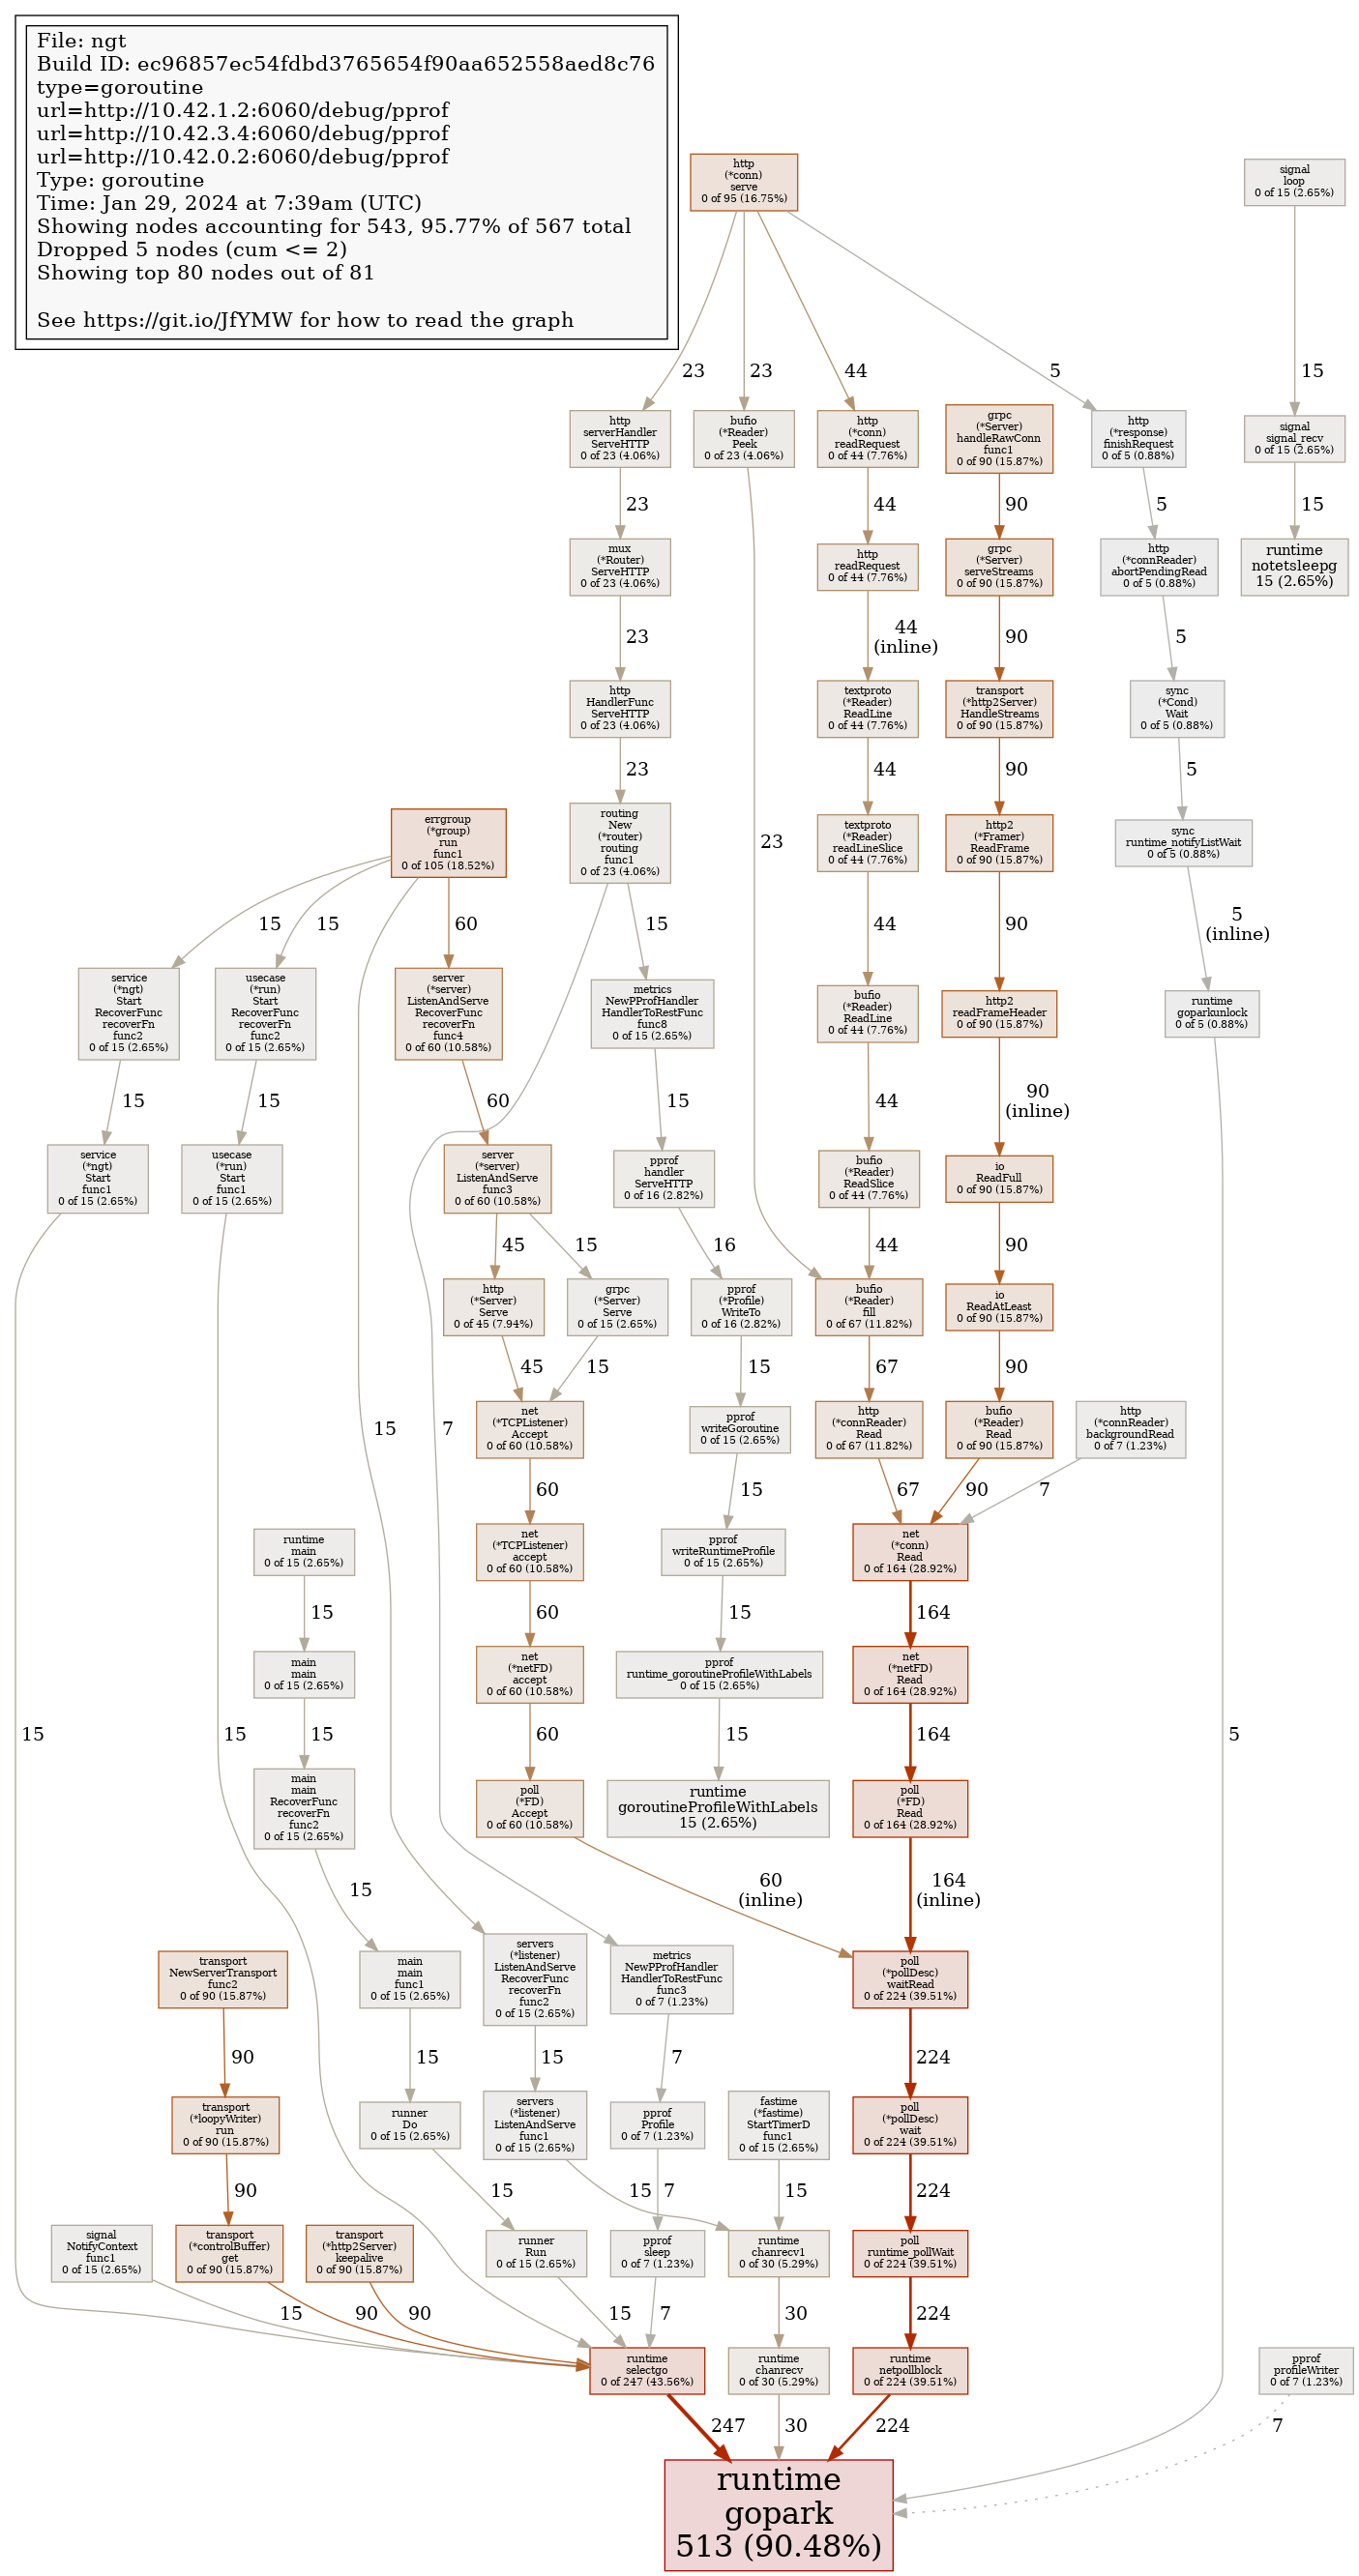 File: ngt
Build ID: ec96857ec54fdbd3765654f90aa652558aed8c76
type=goroutine
url=http://10.42.1.2:6060/debug/pprof
url=http://10.42.3.4:6060/debug/pprof
url=http://10.42.0.2:6060/debug/pprof
Type: goroutine
Time: Jan 29, 2024 at 7:39am (UTC)
Showing nodes accounting for 543, 95.77% of 567 total
Dropped 5 nodes (cum <= 2)
Showing top 80 nodes out of 81
See https://git.io/JfYMW for how to read the graph
http
(*conn)
serve
0 of 95 (16.75%)
signal
loop
0 of 15 (2.65%)
23
23
44
5
15
http
serverHandler
ServeHTTP
0 of 23 (4.06%)
bufio
(*Reader)
Peek
0 of 23 (4.06%)
http
(*conn)
readRequest
0 of 44 (7.76%)
grpc
(*Server)
handleRawConn
func1
0 of 90 (15.87%)
http
(*response)
finishRequest
0 of 5 (0.88%)
signal
signal_recv
0 of 15 (2.65%)
23
44
90
5
15
mux
(*Router)
ServeHTTP
0 of 23 (4.06%)
http
readRequest
0 of 44 (7.76%)
grpc
(*Server)
serveStreams
0 of 90 (15.87%)
http
(*connReader)
abortPendingRead
0 of 5 (0.88%)
runtime
notetsleepg
15 (2.65%)
23
44
(inline)
90
5
http
HandlerFunc
ServeHTTP
0 of 23 (4.06%)
textproto
(*Reader)
ReadLine
0 of 44 (7.76%)
transport
(*http2Server)
HandleStreams
0 of 90 (15.87%)
sync
(*Cond)
Wait
0 of 5 (0.88%)
23
44
90
5
errgroup
(*group)
run
func1
0 of 105 (18.52%)
routing
New
(*router)
routing
func1
0 of 23 (4.06%)
23
textproto
(*Reader)
readLineSlice
0 of 44 (7.76%)
http2
(*Framer)
ReadFrame
0 of 90 (15.87%)
sync
runtime_notifyListWait
0 of 5 (0.88%)
15
15
60
15
44
90
5
(inline)
service
(*ngt)
Start
RecoverFunc
recoverFn
func2
0 of 15 (2.65%)
usecase
(*run)
Start
RecoverFunc
recoverFn
func2
0 of 15 (2.65%)
server
(*server)
ListenAndServe
RecoverFunc
recoverFn
func4
0 of 60 (10.58%)
metrics
NewPProfHandler
HandlerToRestFunc
func8
0 of 15 (2.65%)
bufio
(*Reader)
ReadLine
0 of 44 (7.76%)
http2
readFrameHeader
0 of 90 (15.87%)
runtime
goparkunlock
0 of 5 (0.88%)
15
15
60
15
44
90
(inline)
service
(*ngt)
Start
func1
0 of 15 (2.65%)
usecase
(*run)
Start
func1
0 of 15 (2.65%)
server
(*server)
ListenAndServe
func3
0 of 60 (10.58%)
pprof
handler
ServeHTTP
0 of 16 (2.82%)
bufio
(*Reader)
ReadSlice
0 of 44 (7.76%)
io
ReadFull
0 of 90 (15.87%)
45
15
16
44
90
http
(*Server)
Serve
0 of 45 (7.94%)
grpc
(*Server)
Serve
0 of 15 (2.65%)
pprof
(*Profile)
WriteTo
0 of 16 (2.82%)
bufio
(*Reader)
fill
0 of 67 (11.82%)
io
ReadAtLeast
0 of 90 (15.87%)
45
15
15
67
90
15
7
net
(*TCPListener)
Accept
0 of 60 (10.58%)
pprof
writeGoroutine
0 of 15 (2.65%)
http
(*connReader)
Read
0 of 67 (11.82%)
bufio
(*Reader)
Read
0 of 90 (15.87%)
http
(*connReader)
backgroundRead
0 of 7 (1.23%)
60
15
67
90
7
runtime
main
0 of 15 (2.65%)
net
(*TCPListener)
accept
0 of 60 (10.58%)
pprof
writeRuntimeProfile
0 of 15 (2.65%)
net
(*conn)
Read
0 of 164 (28.92%)
15
60
15
164
main
main
0 of 15 (2.65%)
net
(*netFD)
accept
0 of 60 (10.58%)
pprof
runtime_goroutineProfileWithLabels
0 of 15 (2.65%)
net
(*netFD)
Read
0 of 164 (28.92%)
15
15
15
60
15
164
5
main
main
RecoverFunc
recoverFn
func2
0 of 15 (2.65%)
poll
(*FD)
Accept
0 of 60 (10.58%)
runtime
goroutineProfileWithLabels
15 (2.65%)
poll
(*FD)
Read
0 of 164 (28.92%)
15
60
(inline)
164
(inline)
transport
NewServerTransport
func2
0 of 90 (15.87%)
main
main
func1
0 of 15 (2.65%)
servers
(*listener)
ListenAndServe
RecoverFunc
recoverFn
func2
0 of 15 (2.65%)
metrics
NewPProfHandler
HandlerToRestFunc
func3
0 of 7 (1.23%)
poll
(*pollDesc)
waitRead
0 of 224 (39.51%)
90
15
15
7
224
transport
(*loopyWriter)
run
0 of 90 (15.87%)
runner
Do
0 of 15 (2.65%)
servers
(*listener)
ListenAndServe
func1
0 of 15 (2.65%)
pprof
Profile
0 of 7 (1.23%)
fastime
(*fastime)
StartTimerD
func1
0 of 15 (2.65%)
poll
(*pollDesc)
wait
0 of 224 (39.51%)
90
15
15
7
15
224
signal
NotifyContext
func1
0 of 15 (2.65%)
transport
(*controlBuffer)
get
0 of 90 (15.87%)
transport
(*http2Server)
keepalive
0 of 90 (15.87%)
runner
Run
0 of 15 (2.65%)
pprof
sleep
0 of 7 (1.23%)
runtime
chanrecv1
0 of 30 (5.29%)
poll
runtime_pollWait
0 of 224 (39.51%)
15
90
90
15
7
30
224
runtime
selectgo
0 of 247 (43.56%)
runtime
chanrecv
0 of 30 (5.29%)
runtime
netpollblock
0 of 224 (39.51%)
pprof
profileWriter
0 of 7 (1.23%)
247
30
224
7
runtime
gopark
513 (90.48%)